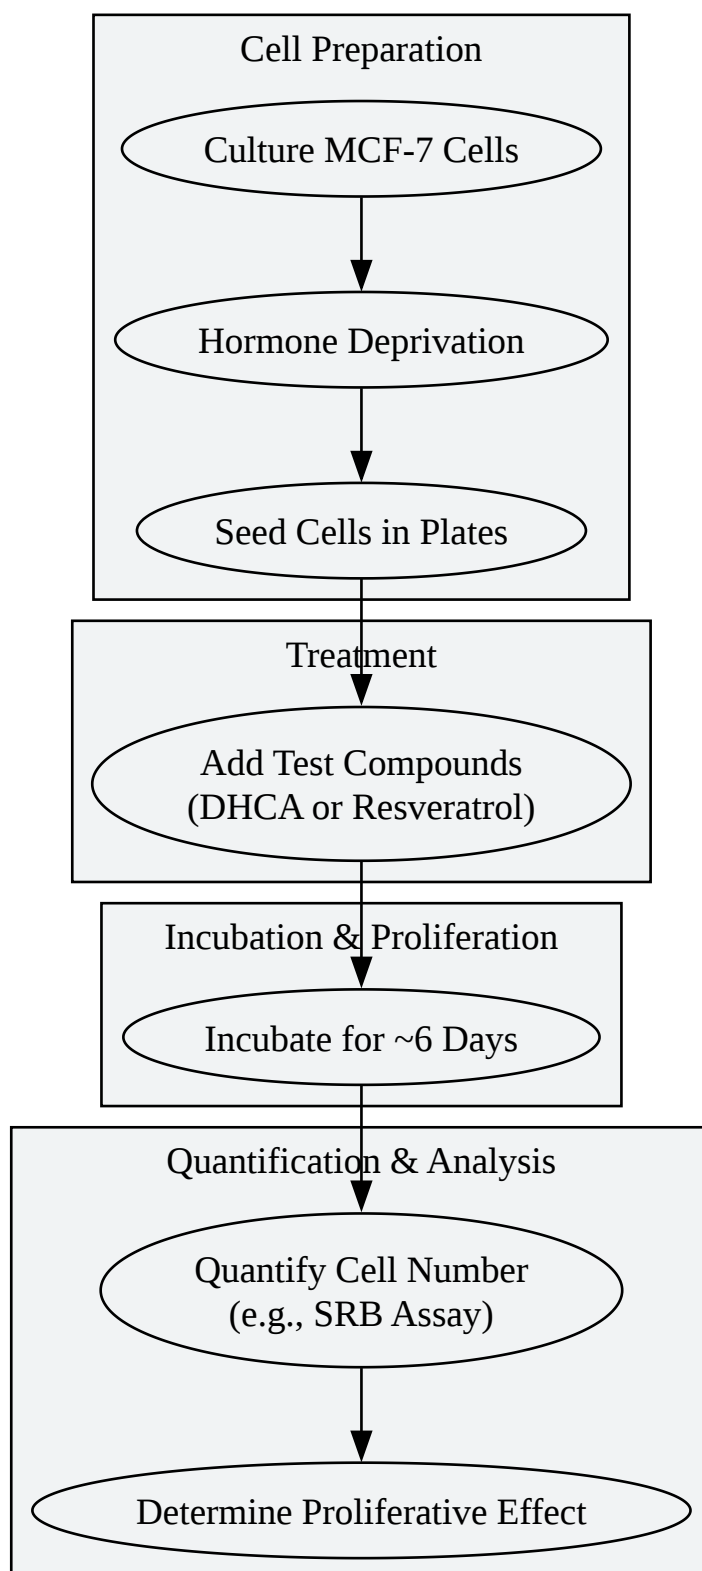 Cell Preparation
Culture MCF-7 Cells
Hormone Deprivation
Seed Cells in Plates
Treatment
Add Test Compounds
(DHCA or Resveratrol)
Incubation & Proliferation
Incubate for ~6 Days
Quantification & Analysis
Quantify Cell Number
(e.g., SRB Assay)
Determine Proliferative Effect